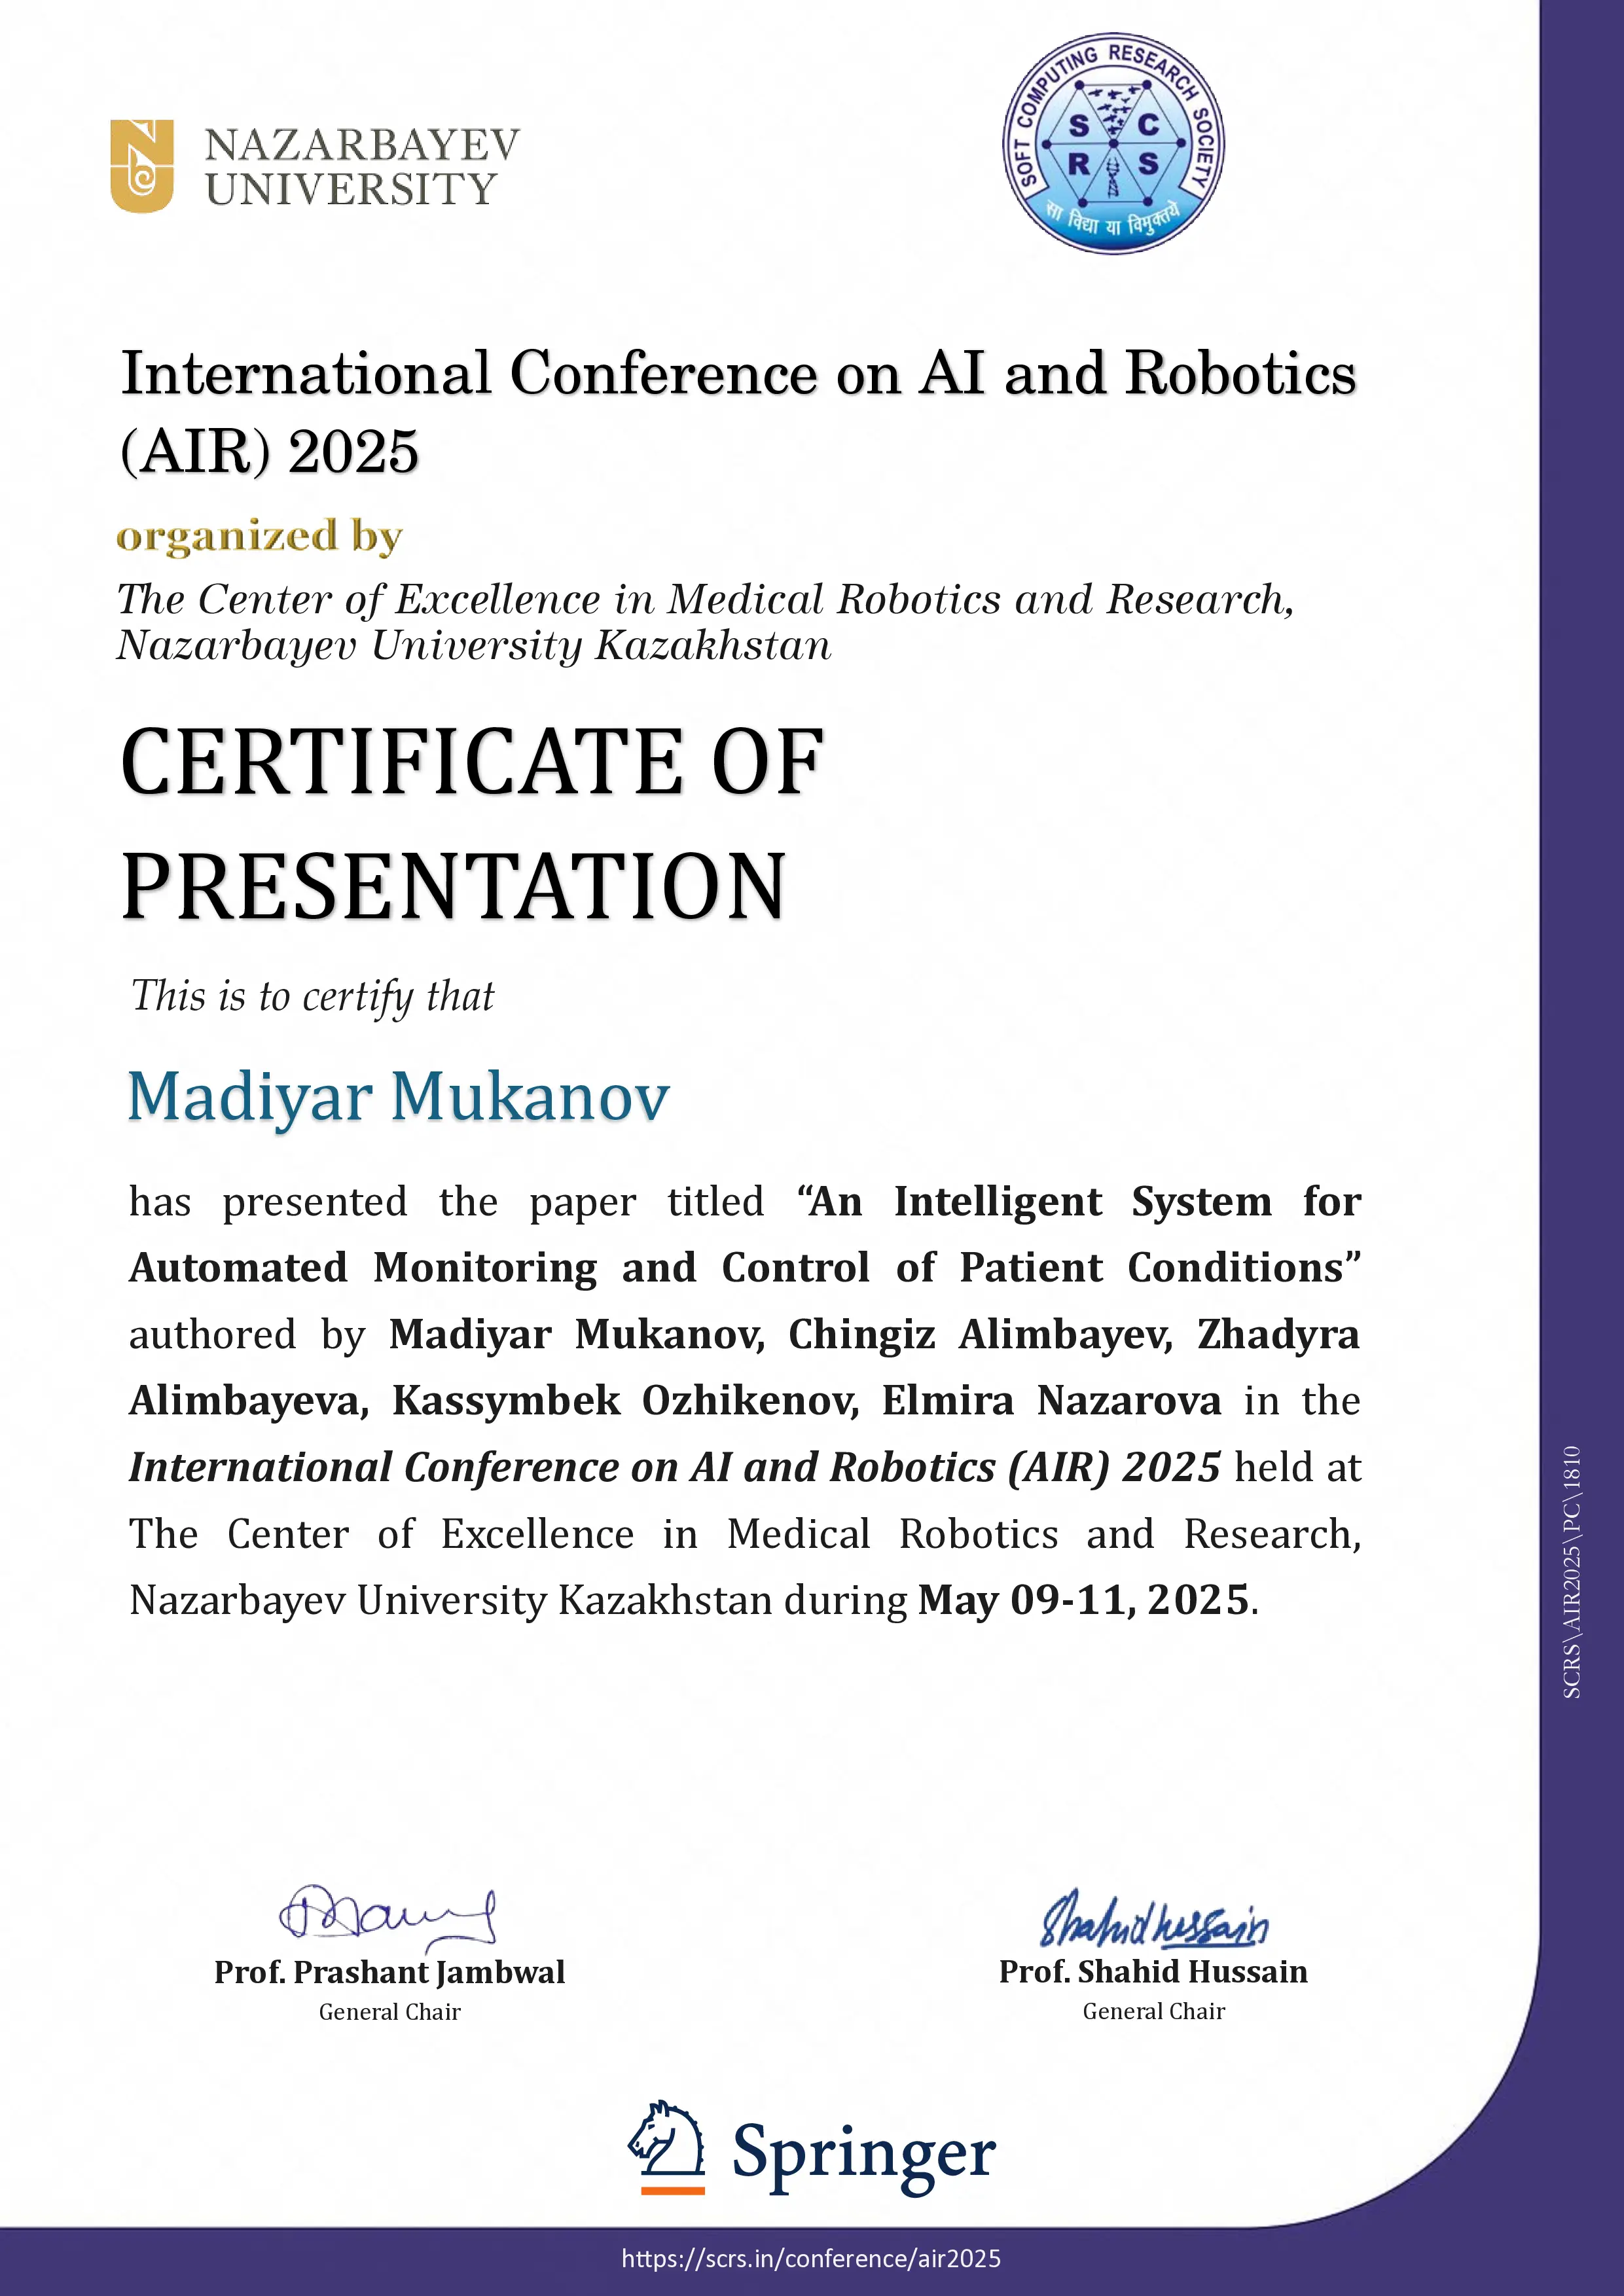 NAZARBAYEV
UNIVERSITY
SOFT COMPUTING RESEARCH SOCIETY
S C
R S
सा विद्या या विमुक्तये
International Conference on AI and Robotics
(AIR) 2025
organized by
The Center of Excellence in Medical Robotics and Research,
Nazarbayev University Kazakhstan
CERTIFICATE OF
PRESENTATION
This is to certify that
Madiyar Mukanov
has presented the paper titled “An Intelligent System for
Automated Monitoring and Control of Patient Conditions”
authored by Madiyar Mukanov, Chingiz Alimbayev, Zhadyra
Alimbayeva, Kassymbek Ozhikenov, Elmira Nazarova in the
International Conference on AI and Robotics (AIR) 2025 held at
The Center of Excellence in Medical Robotics and Research,
Nazarbayev University Kazakhstan during May 09-11, 2025.
SCRS\AIR2025\PC\1810
Shahid hussain
Prof. Prashant Jambwal
General Chair
Prof. Shahid Hussain
General Chair
Springer
https://scrs.in/conference/air2025